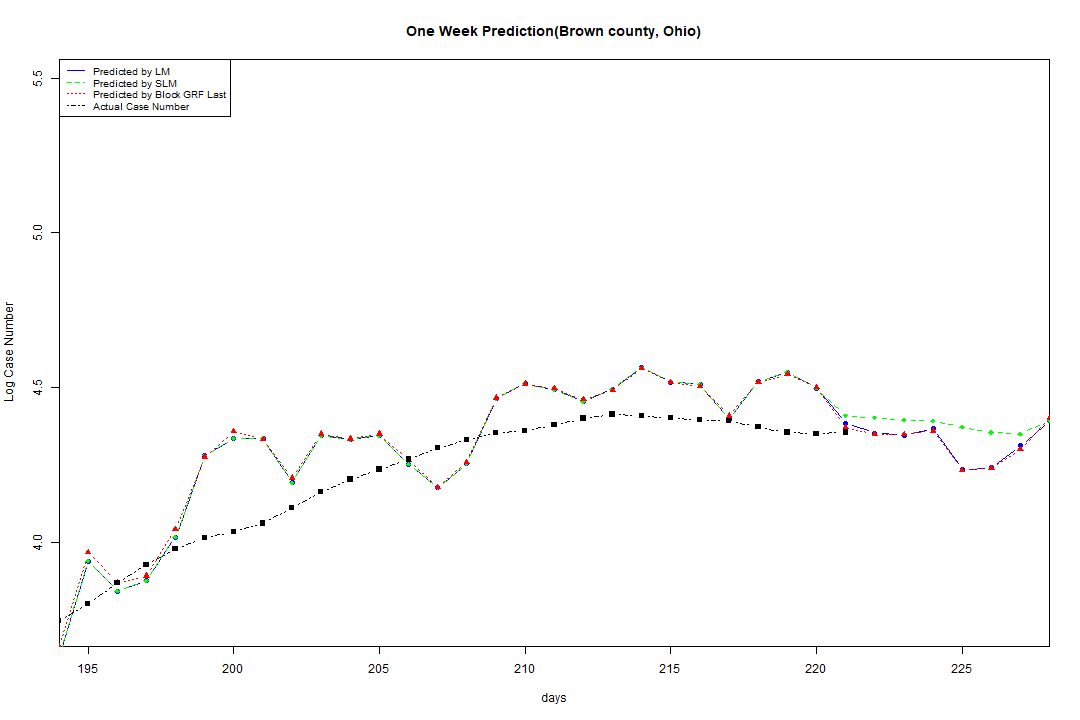 One Week Prediction(Brown county, Ohio)
Predicted by LM
Predicted by SLM
Predicted by Block GRF Last
Actual Case Number
5.5
5.0
4.5
4.0
Log Case Number
195 200 205 210 215 220 225
days